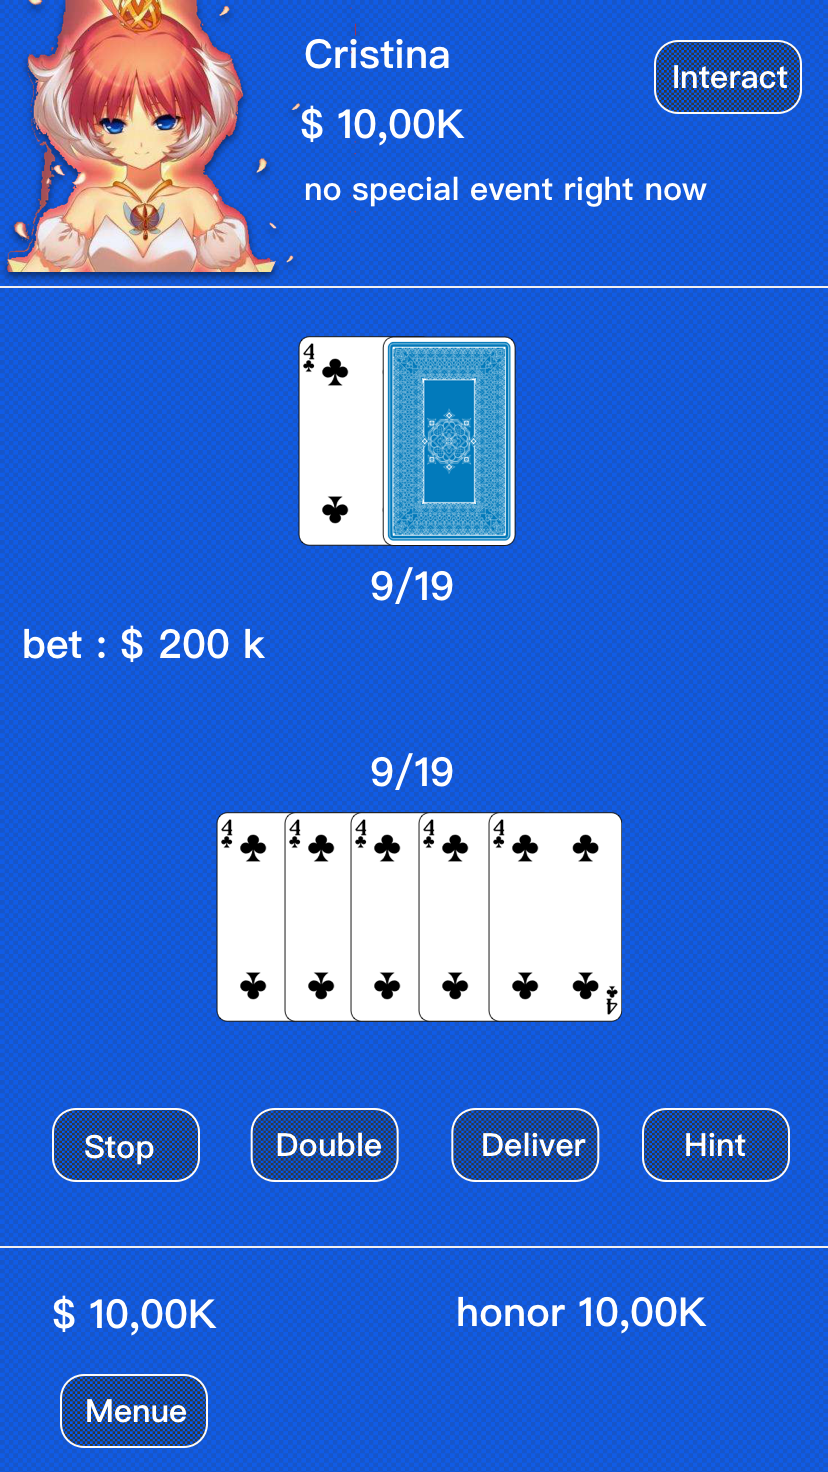 Cristina
Interact
$ 10,00K
no special event right now
4
9/19
bet : $ 200 k
9/19
4 4 4 4 4
4
Stop Double Deliver Hint
$ 10,00K honor 10,00K
Menue